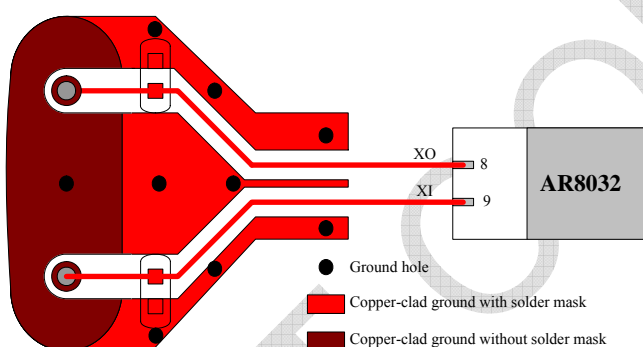 XO
8
AR8032
XI
9
Ground hole
Copper-clad ground with solder mask
Copper-clad ground without solder mask